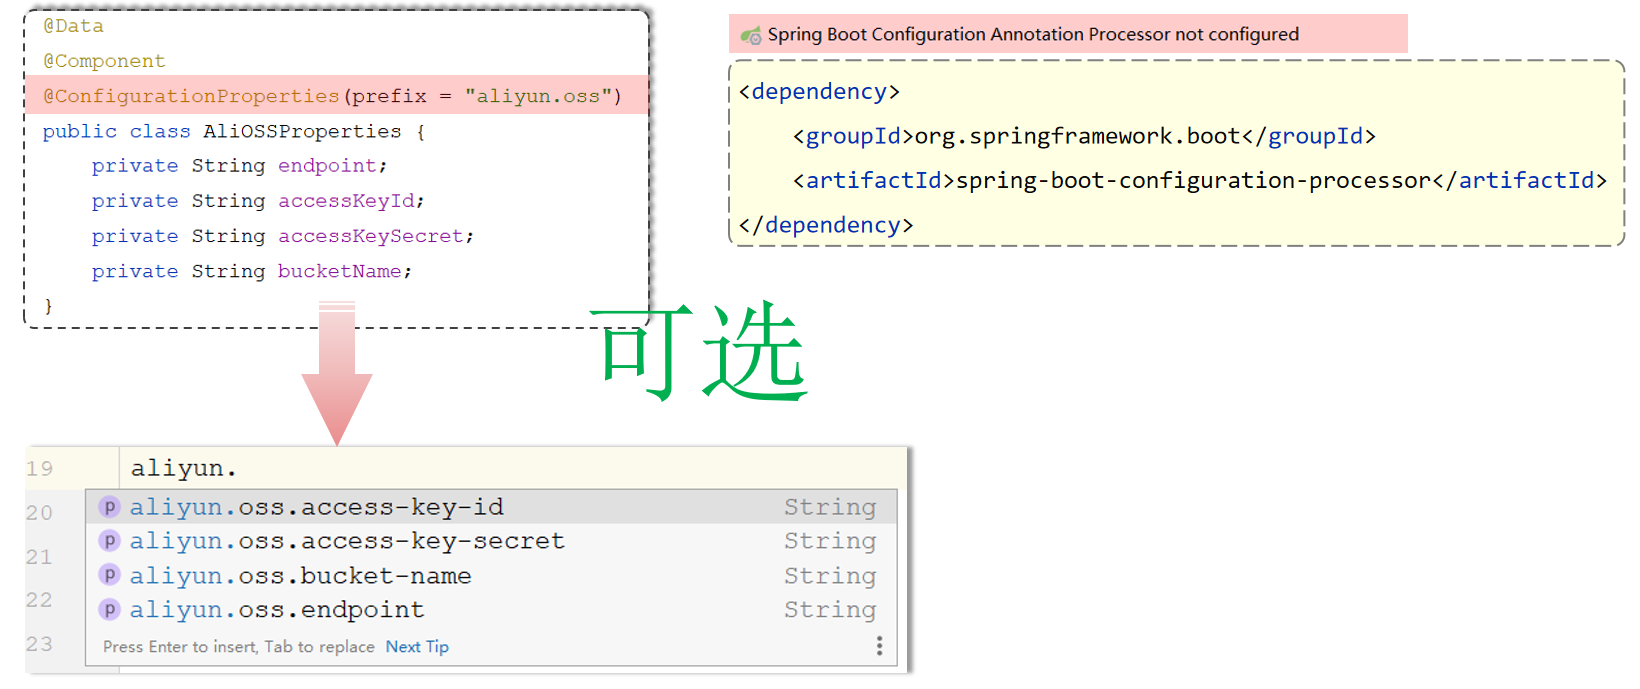 @Data
@Component
@ConfigurationProperties(prefix = "aliyun.oss")
public class AliOSSProperties {
    private String endpoint;
    private String accessKeyId;
    private String accessKeySecret;
    private String bucketName;
}
Spring Boot Configuration Annotation Processor not configured
<dependency>
    <groupId>org.springframework.boot</groupId>
    <artifactId>spring-boot-configuration-processor</artifactId>
</dependency>
可选
19 aliyun.
20 p aliyun.oss.access-key-id String
p aliyun.oss.access-key-secret String
21 p aliyun.oss.bucket-name String
22 p aliyun.oss.endpoint String
23 Press Enter to insert, Tab to replace Next Tip